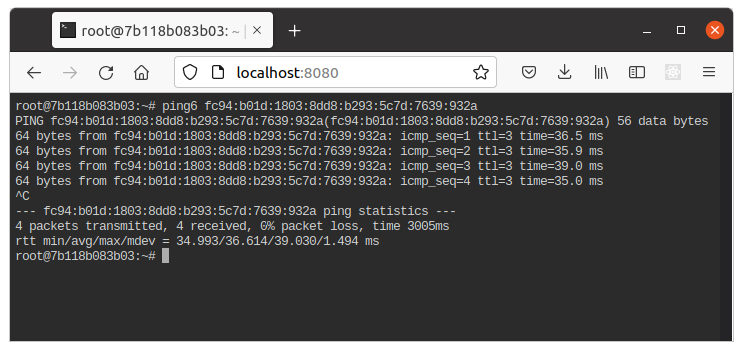 root@7b118b083b03: ~ |
localhost:8080
root@7b118b083b03:~# ping6 fc94:b01d:1803:8dd8:b293:5c7d:7639:932a
PING fc94:b01d:1803:8dd8:b293:5c7d:7639:932a(fc94:b01d:1803:8dd8:b293:5c7d:7639:932a) 56 data bytes
64 bytes from fc94:b01d:1803:8dd8:b293:5c7d:7639:932a: icmp_seq=1 ttl=3 time=36.5 ms
64 bytes from fc94:b01d:1803:8dd8:b293:5c7d:7639:932a: icmp_seq=2 ttl=3 time=35.9 ms
64 bytes from fc94:b01d:1803:8dd8:b293:5c7d:7639:932a: icmp_seq=3 ttl=3 time=39.0 ms
64 bytes from fc94:b01d:1803:8dd8:b293:5c7d:7639:932a: icmp_seq=4 ttl=3 time=35.0 ms
^C
--- fc94:b01d:1803:8dd8:b293:5c7d:7639:932a ping statistics ---
4 packets transmitted, 4 received, 0% packet loss, time 3005ms
rtt min/avg/max/mdev = 34.993/36.614/39.030/1.494 ms
root@7b118b083b03:~#